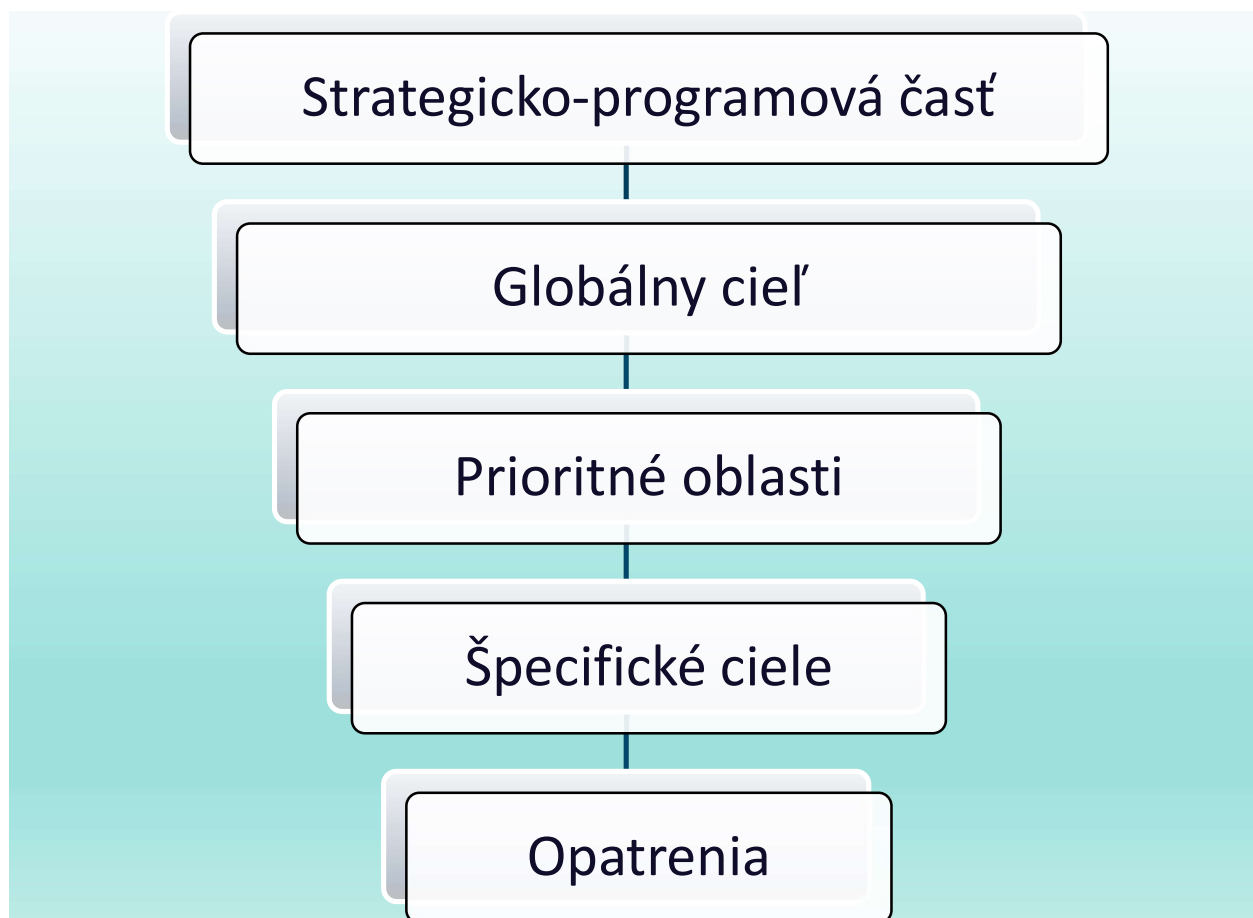 Strategicko-programová časť
Globálny cieľ
Prioritné oblasti
Špecifické ciele
Opatrenia